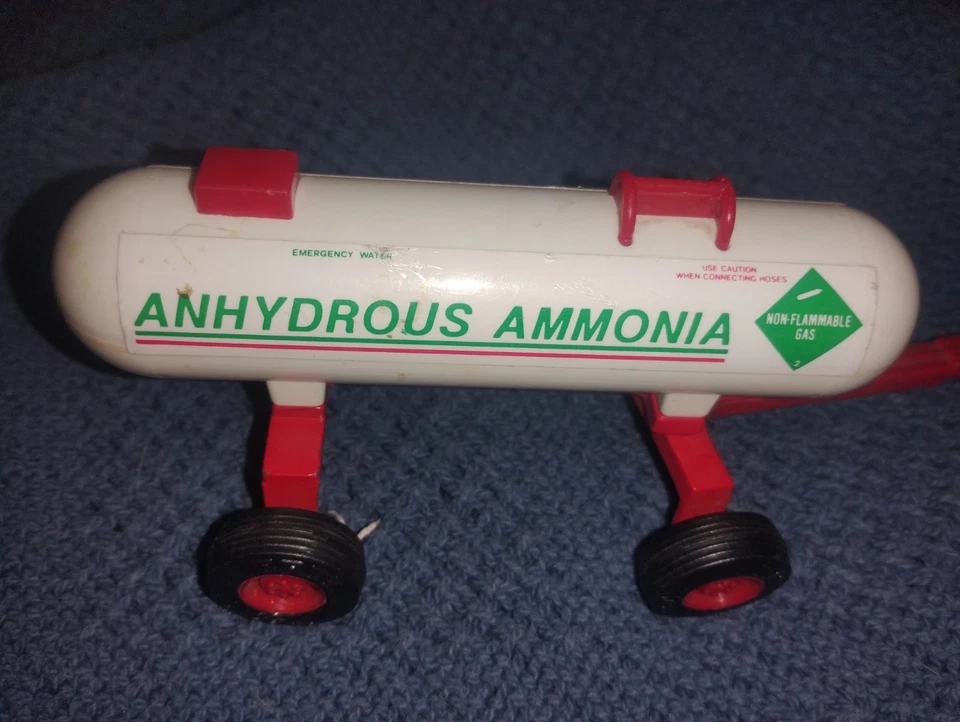 EMERGENCY WATER
USE CAUTION
WHEN CONNECTING HOSES
ANHYDROUS AMMONIA
NON-FLAMMABLE
GAS
2